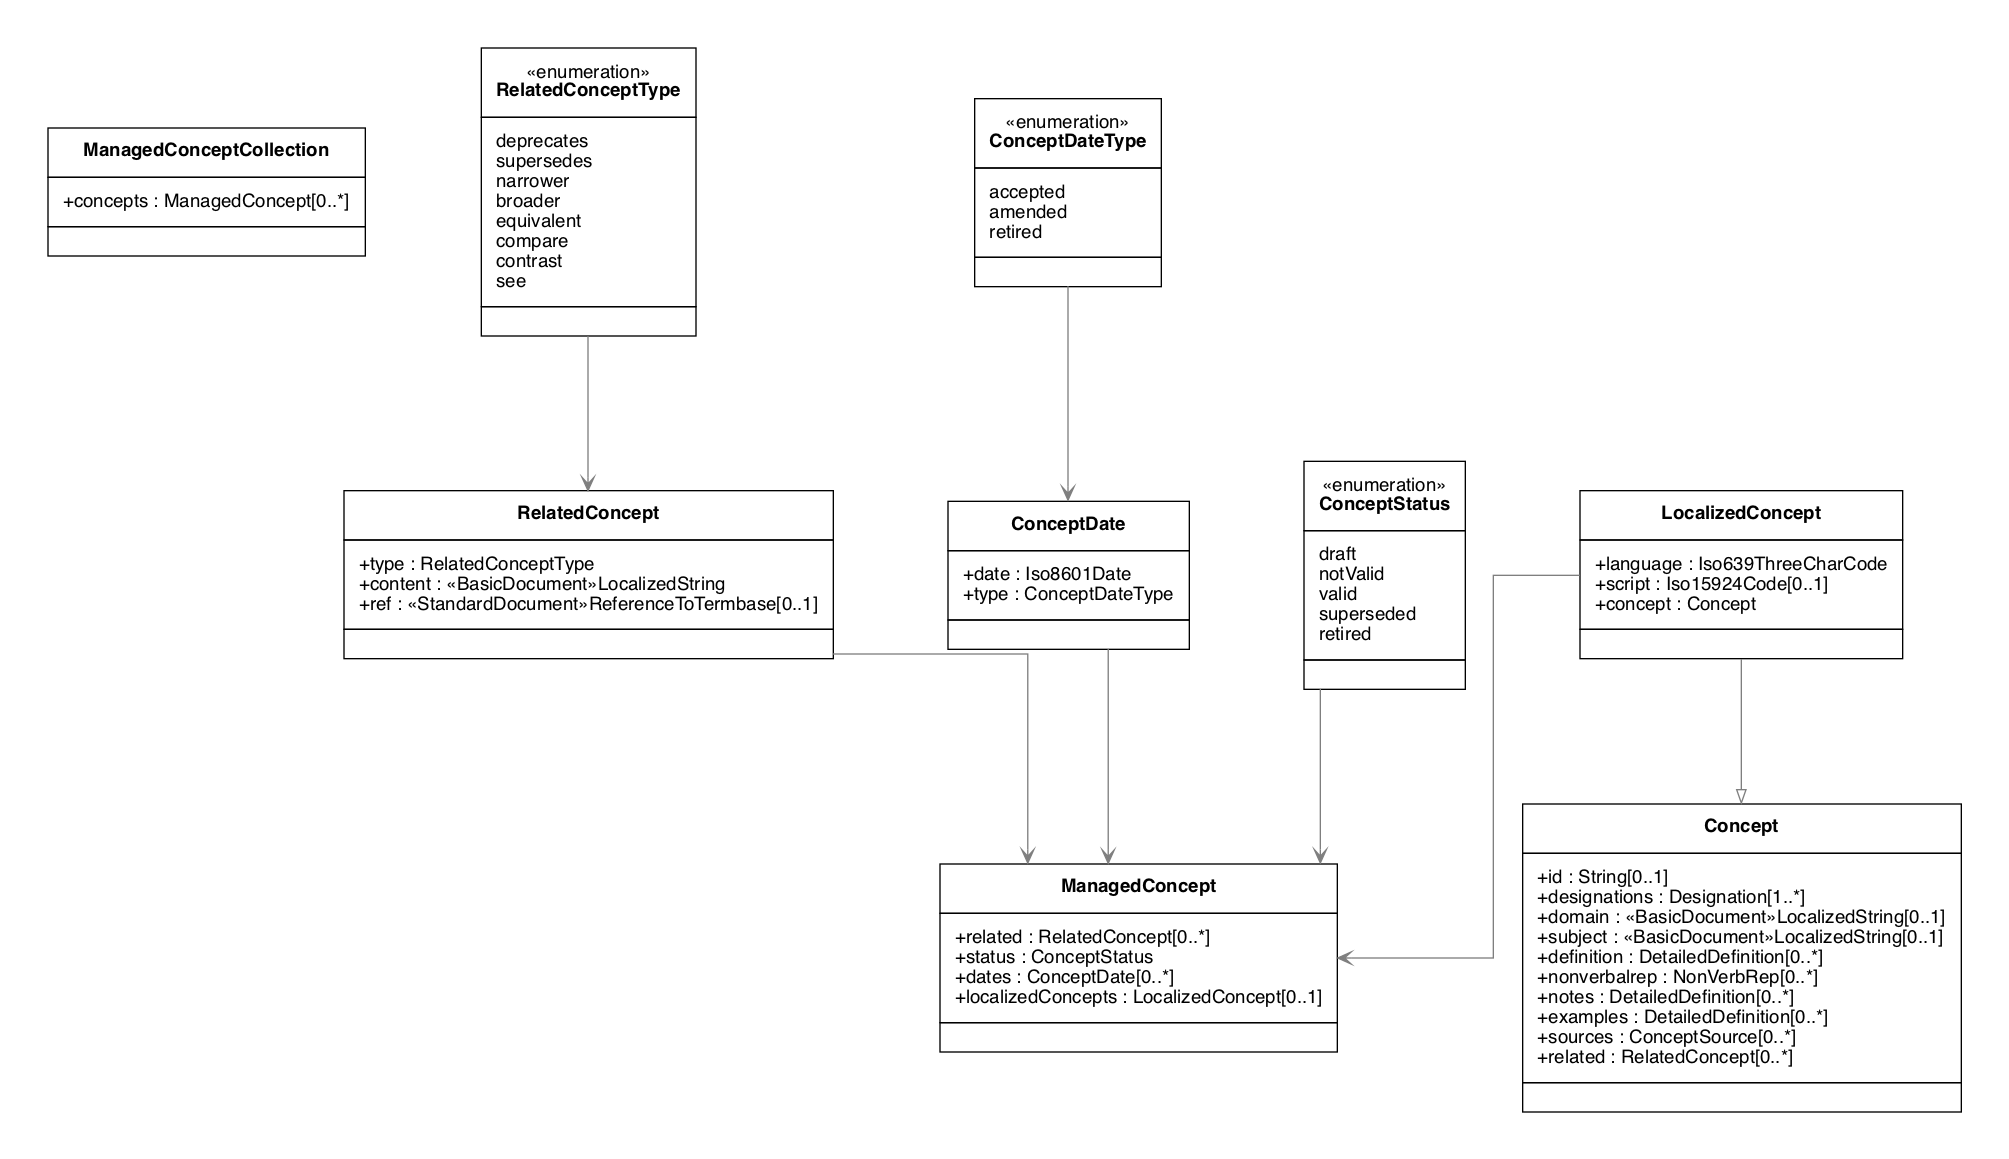 ManagedConceptCollection
+concepts : ManagedConcept[0..*]
«enumeration»
RelatedConceptType
deprecates
supersedes
narrower
broader
equivalent
compare
contrast
see
«enumeration»
ConceptDateType
accepted
amended
retired
RelatedConcept
+type : RelatedConceptType
+content : «BasicDocument»LocalizedString
+ref : «StandardDocument»ReferenceToTermbase[0..1]
ConceptDate
+date : Iso8601Date
+type : ConceptDateType
«enumeration»
ConceptStatus
draft
notValid
valid
superseded
retired
LocalizedConcept
+language : Iso639ThreeCharCode
+script : Iso15924Code[0..1]
+concept : Concept
ManagedConcept
+related : RelatedConcept[0..*]
+status : ConceptStatus
+dates : ConceptDate[0..*]
+localizedConcepts : LocalizedConcept[0..1]
Concept
+id : String[0..1]
+designations : Designation[1..*]
+domain : «BasicDocument»LocalizedString[0..1]
+subject : «BasicDocument»LocalizedString[0..1]
+definition : DetailedDefinition[0..*]
+nonverbalrep : NonVerbRep[0..*]
+notes : DetailedDefinition[0..*]
+examples : DetailedDefinition[0..*]
+sources : ConceptSource[0..*]
+related : RelatedConcept[0..*]